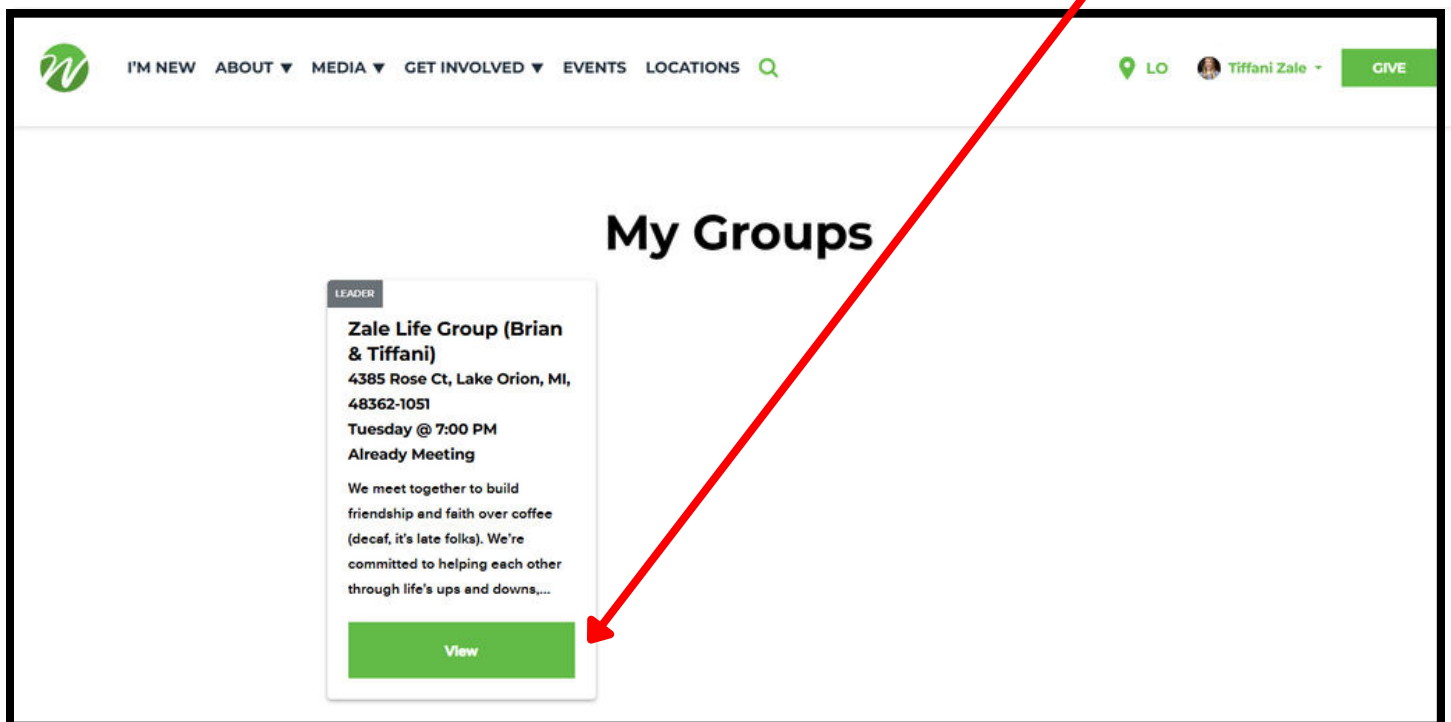 I'M NEW ABOUT ▼ MEDIA ▼ GET INVOLVED ▼ EVENTS LOCATIONS LO Tiffani Zale GIVE
My Groups
LEADER
Zale Life Group (Brian
& Tiffani)
4385 Rose Ct, Lake Orion, MI,
48362-1051
Tuesday @ 7:00 PM
Already Meeting
We meet together to build
friendship and faith over coffee
(decaf, it's late folks). We're
committed to helping each other
through life's ups and downs,...
View